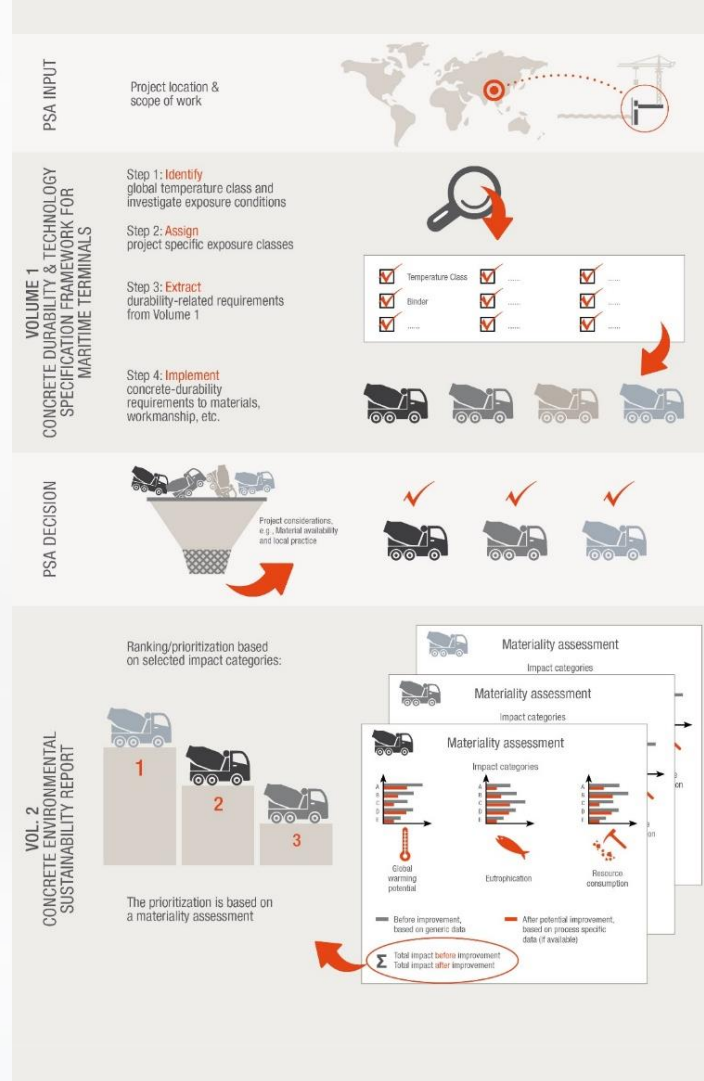 PSA INPUT
Project location &
scope of work
VOLUME 1
CONCRETE DURABILITY & TECHNOLOGY
SPECIFICATION FRAMEWORK FOR
MARITIME TERMINALS
Step 1: Identify
global temperature class and
investigate exposure conditions
Step 2: Assign
project specific exposure classes
Step 3: Extract
durability-related requirements
from Volume 1
Step 4: Implement
concrete-durability
requirements to materials,
workmanship, etc.
Temperature Class
......
......
Binder
......
......
......
......
......
PSA DECISION
Project considerations,
e.g., Material availability
and local practice
VOL. 2
CONCRETE ENVIRONMENTAL
SUSTAINABILITY REPORT
Ranking/prioritization based
on selected impact categories:
1
2
3
The prioritization is based on
a materiality assessment
Materiality assessment
Impact categories
Materiality assessment
Impact categories
Materiality assessment
Impact categories
A
B
C
D
E
A
B
C
D
E
A
B
C
D
E
Global
warming
potential
Eutrophication
Resource
consumption
on
on
Before improvement,
based on generic data
After potential improvement,
based on process specific
data (if available)
Σ
Total impact before improvement
Total impact after improvement